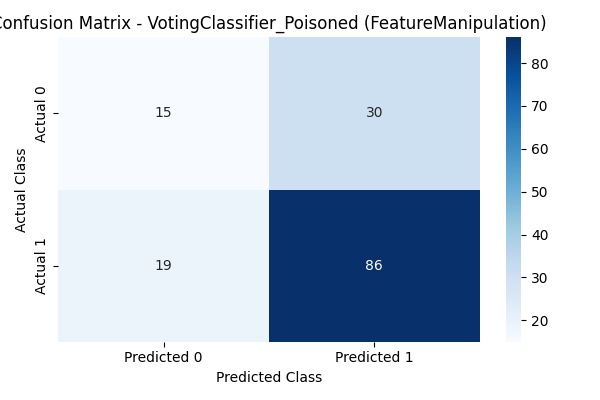 Confusion Matrix - VotingClassifier_Poisoned (FeatureManipulation)
Actual Class
Actual 0
Actual 1
15
30
19
86
Predicted 0
Predicted 1
Predicted Class
80
70
60
50
40
30
20